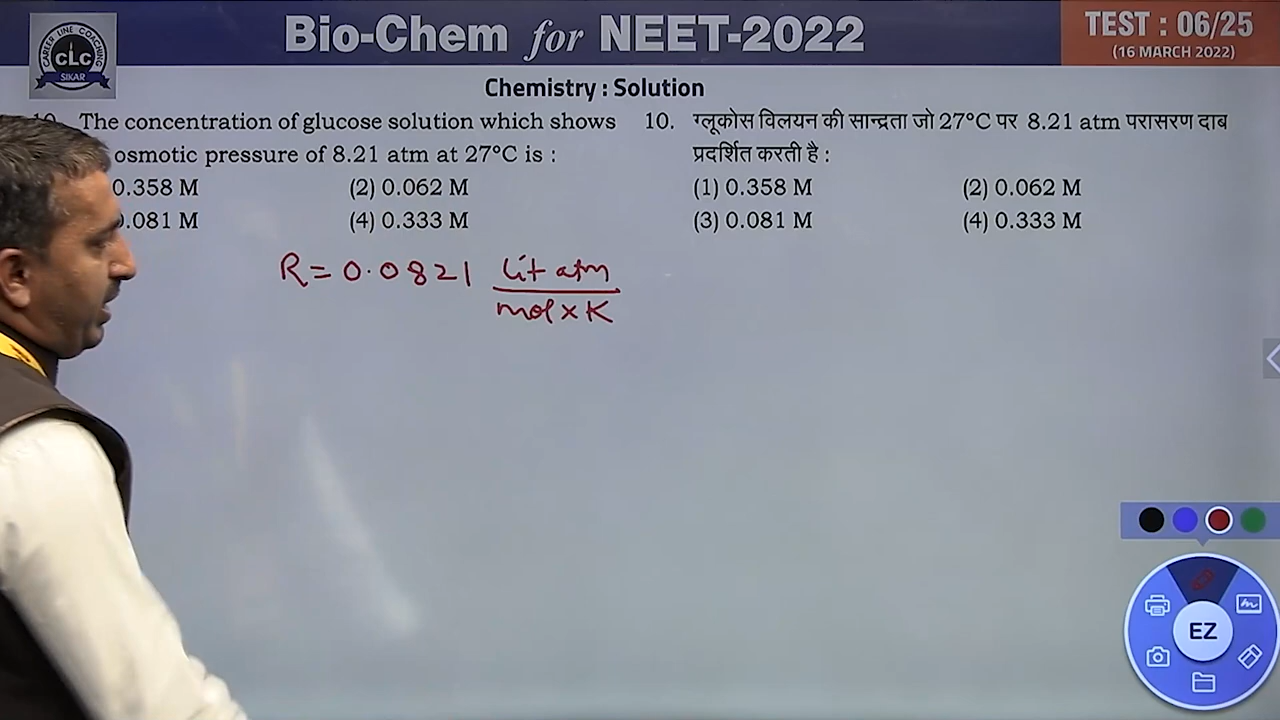 Bio-Chem for NEET-2022
TEST : 06/25
(16 MARCH 2022)
CAREER LINE COACHING
CLC
SIKAR
Chemistry : Solution
10. The concentration of glucose solution which shows
osmotic pressure of 8.21 atm at 27°C is :
0.358 M (2) 0.062 M
0.081 M (4) 0.333 M
10. ग्लूकोस विलयन की सान्द्रता जो 27°C पर 8.21 atm परासरण दाब
प्रदर्शित करती है :
(1) 0.358 M (2) 0.062 M
(3) 0.081 M (4) 0.333 M
R = 0.0821 lit atm
mol × K
EZ